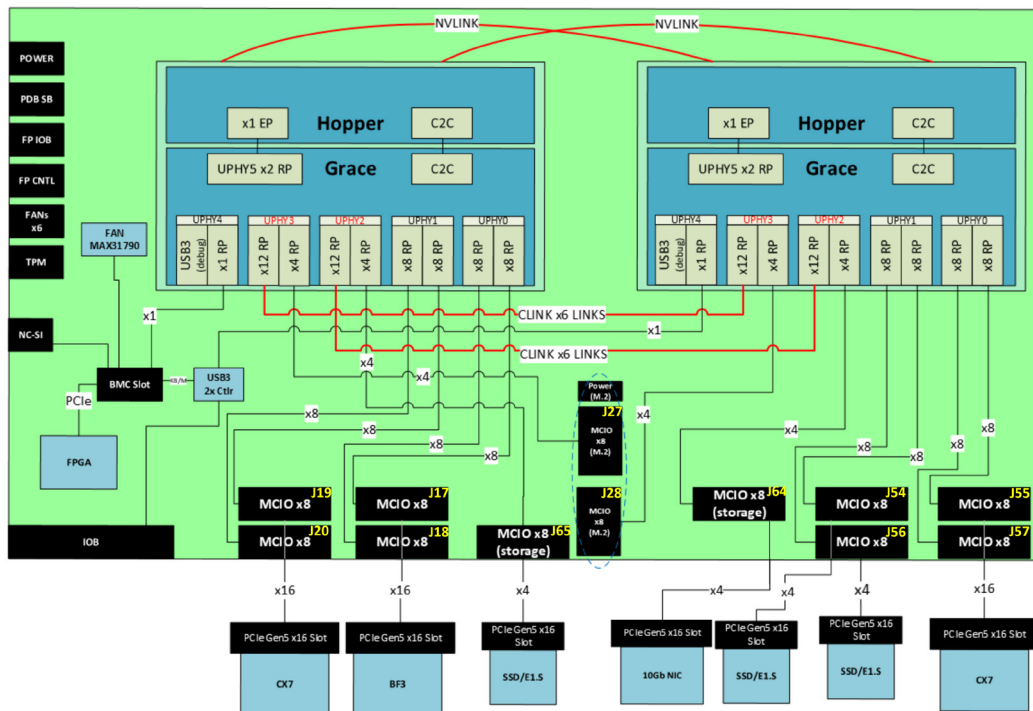 NVLINK
NVLINK
POWER
PDB SB
FP IOB
FP CNTL
FANs
x6
TPM
NC-SI
FAN
MAX31790
x1 EP
Hopper
C2C
UPHY5 x2 RP
Grace
C2C
UPHY4
UPHY3
UPHY2
UPHY1
UPHY0
USB3
(debug)
x1 RP
x12 RP
x4 RP
x12 RP
x4 RP
x8 RP
x8 RP
x8 RP
x8 RP
x1 EP
Hopper
C2C
UPHY5 x2 RP
Grace
C2C
UPHY4
UPHY3
UPHY2
UPHY1
UPHY0
USB3
(debug)
x1 RP
x12 RP
x4 RP
x12 RP
x4 RP
x8 RP
x8 RP
x8 RP
x8 RP
x1
CLINK x6 LINKS
x1
CLINK x6 LINKS
x4
x4
BMC Slot
KB/M
USB3
2x Ctlr
PCIe
FPGA
x8
x8
x8
x8
Power
(M.2)
J27
MCIO
x8
(M.2)
J28
MCIO
x8
(M.2)
x4
x4
x8
x8
x8
x8
J19
MCIO x8
J17
MCIO x8
J64
MCIO x8
(storage)
J54
MCIO x8
J55
MCIO x8
IOB
J20
MCIO x8
J18
MCIO x8
J65
MCIO x8
(storage)
J56
MCIO x8
J57
MCIO x8
x16
x16
x4
x4
x4
x4
x16
PCIe Gen5 x16 Slot
CX7
PCIe Gen5 x16 Slot
BF3
PCIe Gen5 x16
Slot
SSD/E1.S
PCIe Gen5 x16 Slot
10Gb NIC
PCIe Gen5 x16
Slot
SSD/E1.S
PCIe Gen5 x16
Slot
SSD/E1.S
PCIe Gen5 x16 Slot
CX7